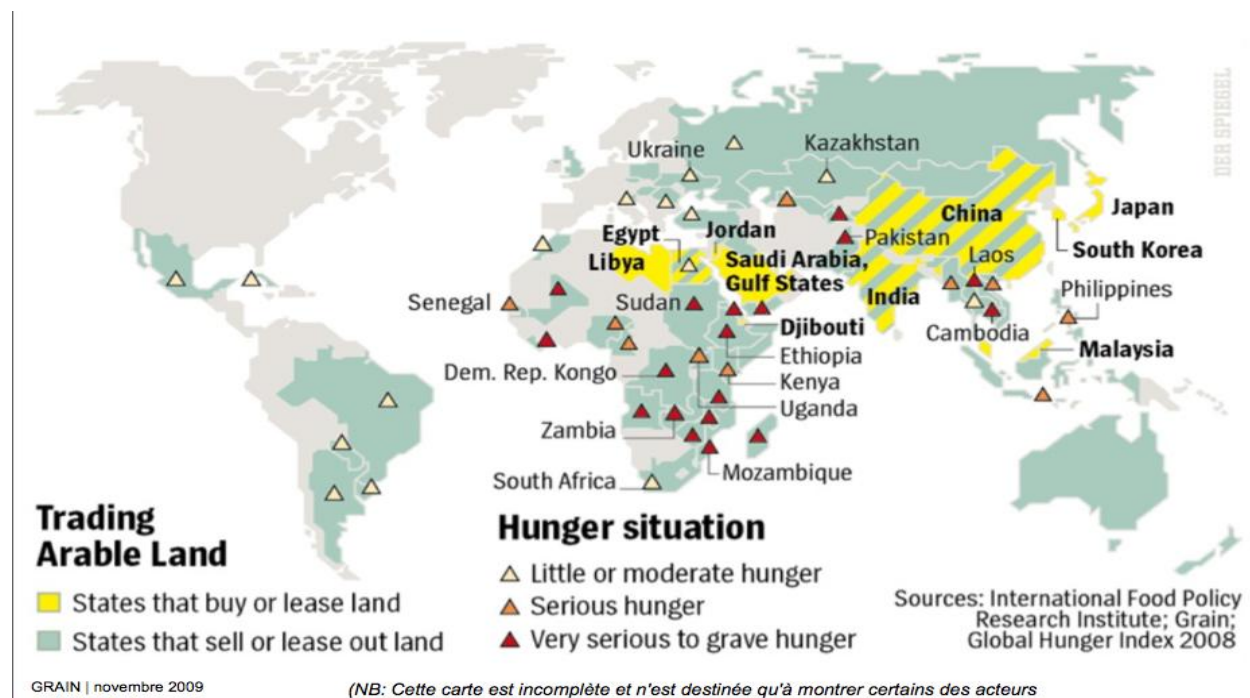 DER SPIEGEL
Ukraine
Kazakhstan
Egypt
Jordan
China
Japan
Libya
Saudi Arabia,
Gulf States
Pakistan
South Korea
Laos
Senegal
Sudan
India
Philippines
Djibouti
Cambodia
Malaysia
Ethiopia
Dem. Rep. Kongo
Kenya
Uganda
Zambia
Mozambique
South Africa
Trading
Arable Land
States that buy or lease land
States that sell or lease out land
Hunger situation
Little or moderate hunger
Serious hunger
Very serious to grave hunger
Sources: International Food Policy
Research Institute; Grain;
Global Hunger Index 2008
GRAIN | novembre 2009
(NB: Cette carte est incomplète et n'est destinée qu'à montrer certains des acteurs